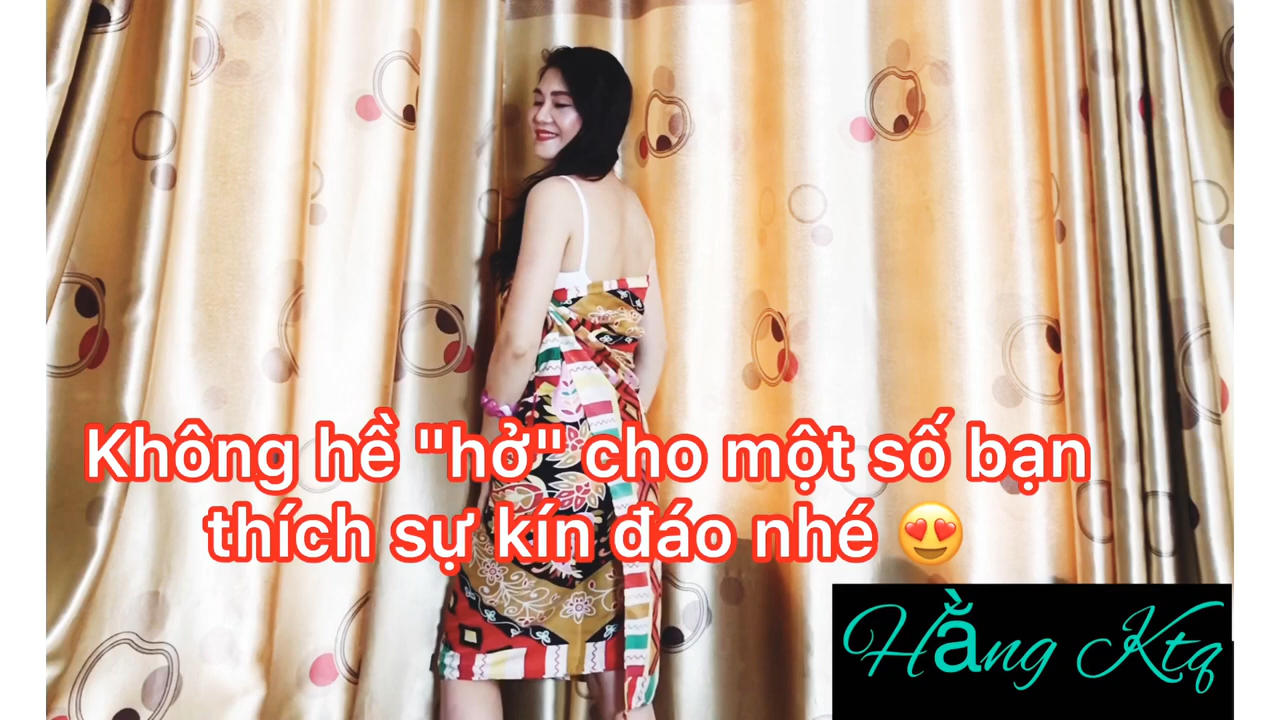 Không hề "hở" cho một số bạn
thích sự kín đáo nhé 😍
Hằng Ktq